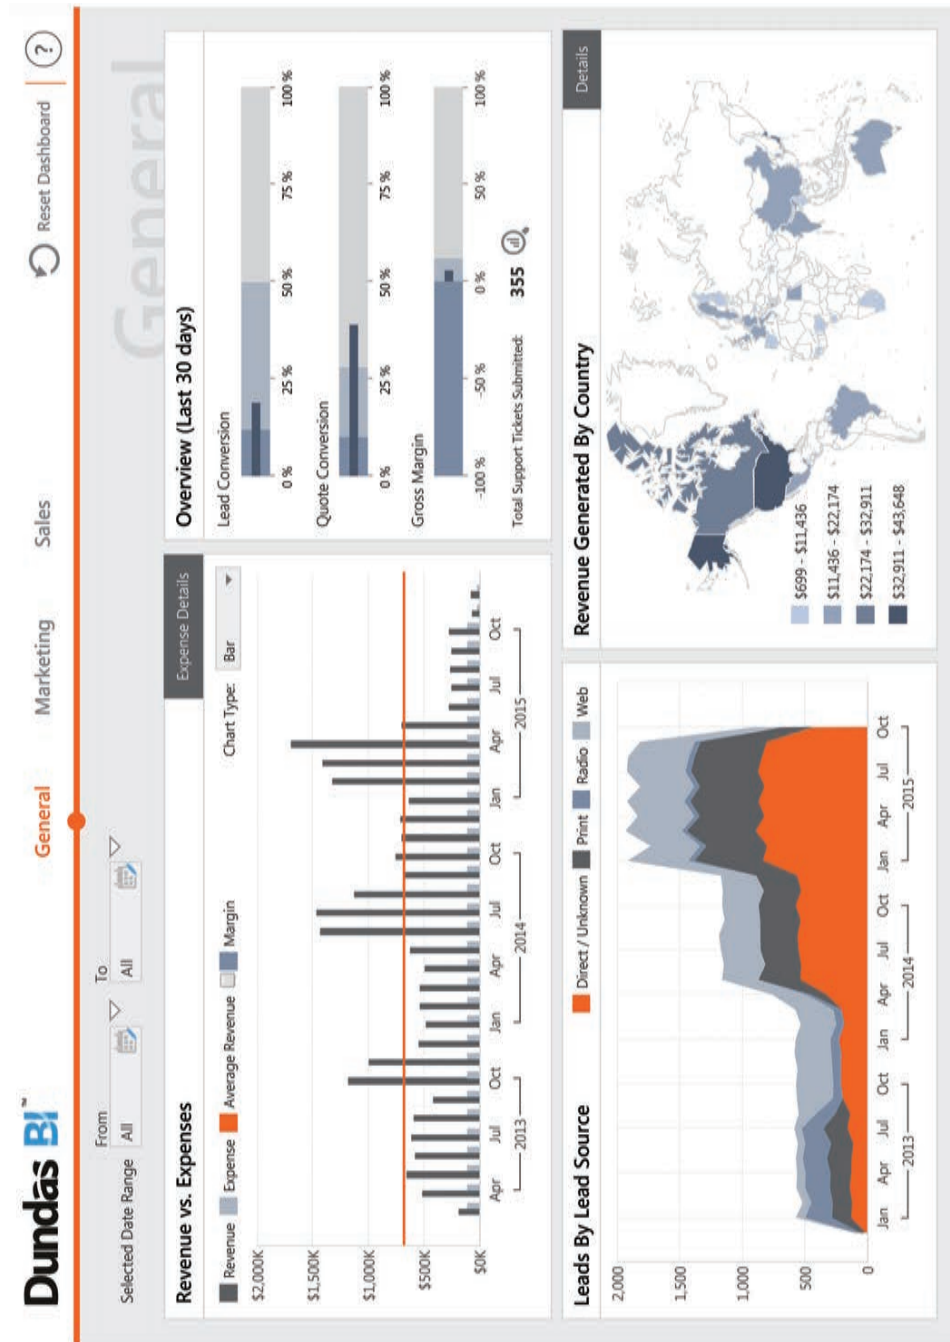 Dundas BI™
General
Marketing
Sales
Reset Dashboard
?
Selected Date Range
From
All
To
All
General
Revenue vs. Expenses
Expense Details
Revenue
Expense
Average Revenue
Margin
Chart Type:
Bar
$2,000K
$1,500K
$1,000K
$500K
$0K
Apr Jul Oct Jan Apr Jul Oct Jan Apr Jul Oct
2013 2014 2015
Overview (Last 30 days)
Lead Conversion
0 % 25 % 50 % 75 % 100 %
Quote Conversion
0 % 25 % 50 % 75 % 100 %
Gross Margin
-100 % -50 % 0 % 50 % 100 %
Total Support Tickets Submitted: 355
Leads By Lead Source
Direct / Unknown
Print
Radio
Web
2,000
1,500
1,000
500
0
Jan Apr Jul Oct Jan Apr Jul Oct Jan Apr Jul Oct
2013 2014 2015
Revenue Generated By Country
Details
$699 - $11,436
$11,436 - $22,174
$22,174 - $32,911
$32,911 - $43,648